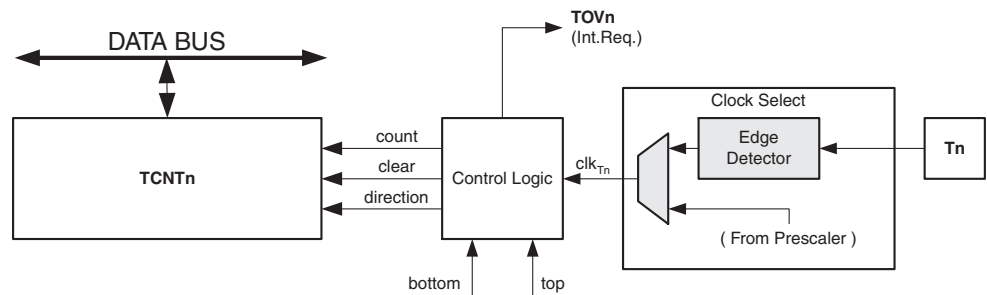 TOVn
(Int.Req.)
DATA BUS
Clock Select
count
Edge
Detector
Tn
TCNTn
clear
Control Logic
clkTn
direction
( From Prescaler )
bottom
top